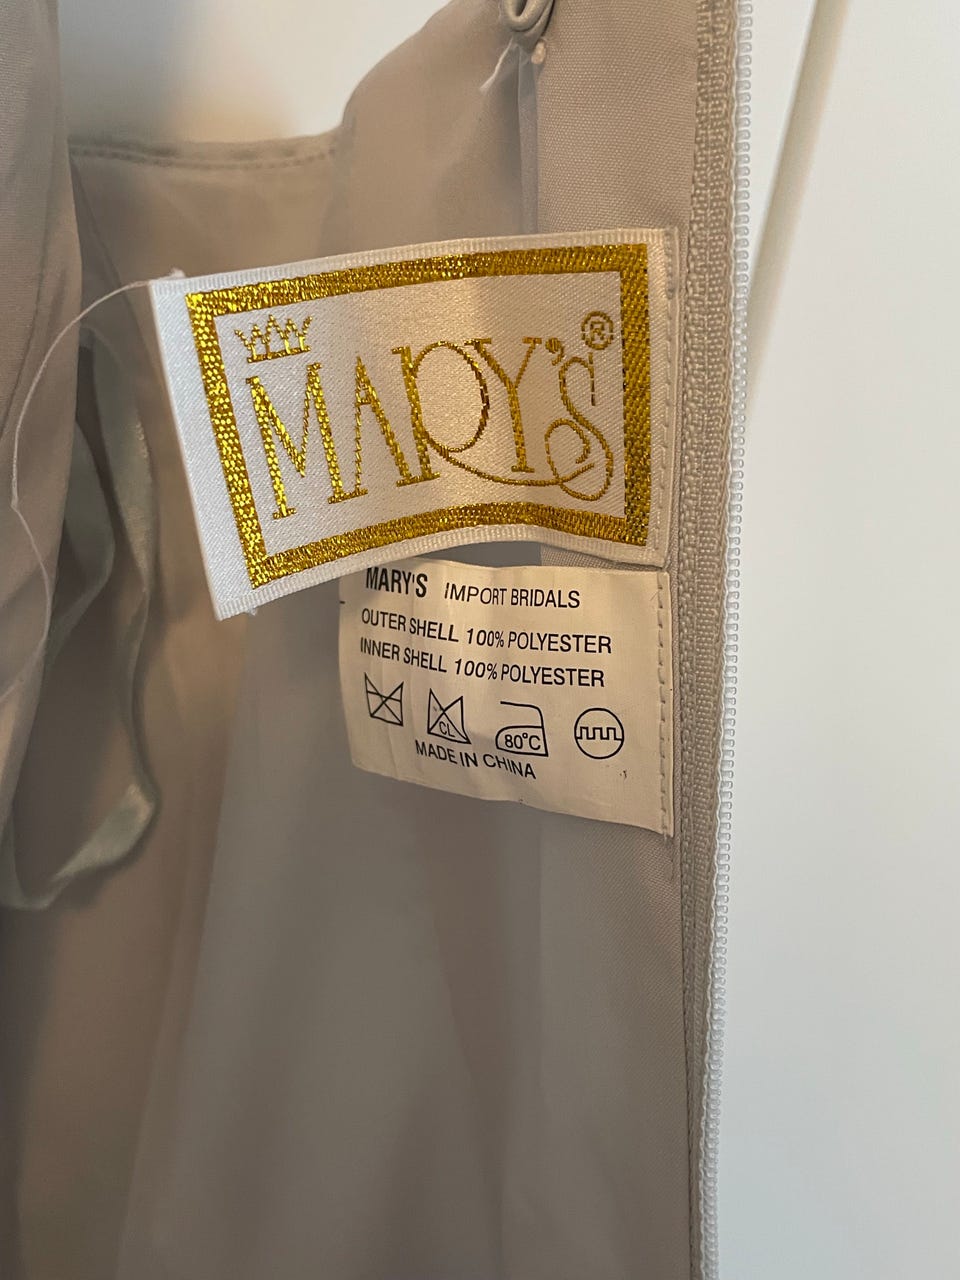 MARY'S®
MARY'S IMPORT BRIDALS
OUTER SHELL 100% POLYESTER
INNER SHELL 100% POLYESTER
CL 80°C
MADE IN CHINA